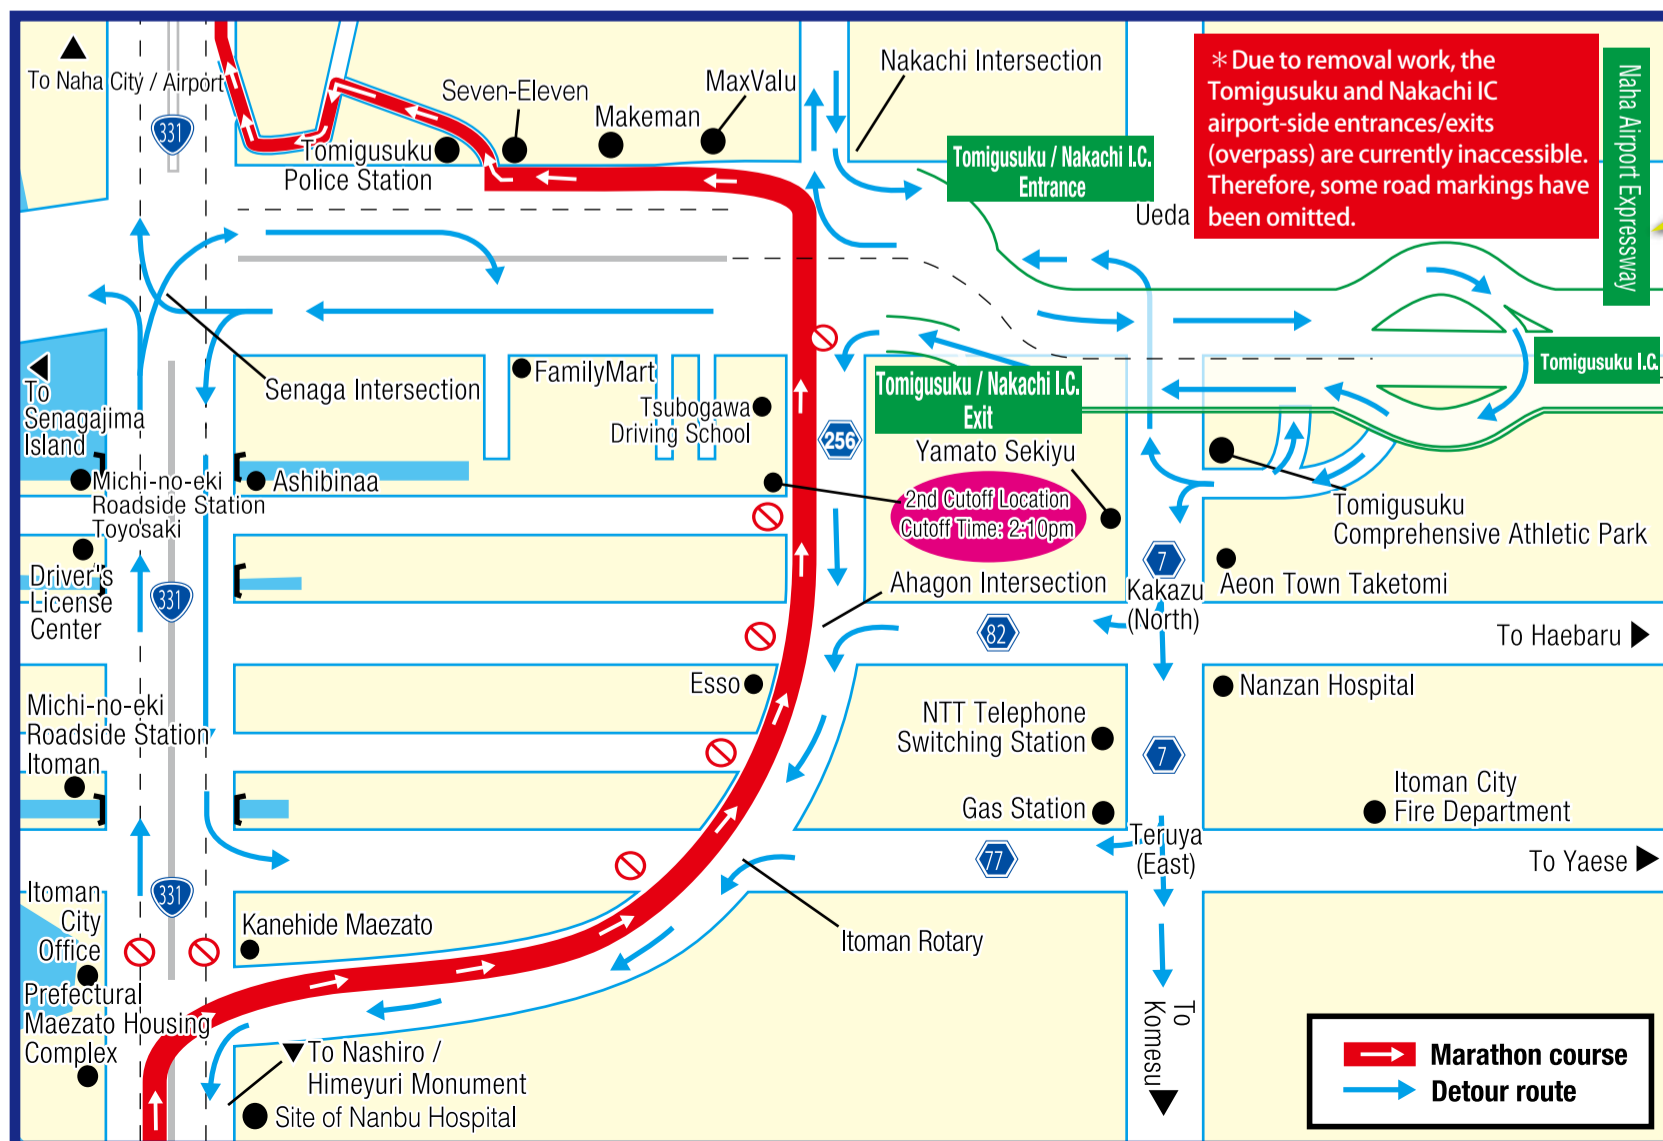 To Naha City / Airport
331
Seven-Eleven
Makeman
MaxValu
Tomigusuku
Police Station
Nakachi Intersection
Tomigusuku / Nakachi I.C.
Entrance
Ueda
＊Due to removal work, the
Tomigusuku and Nakachi IC
airport-side entrances/exits
(overpass) are currently inaccessible.
Therefore, some road markings have
been omitted.
Naha Airport Expressway
Tomigusuku I.C.
To
Senagajima
Island
Senaga Intersection
FamilyMart
Tsubogawa
Driving School
256
Tomigusuku / Nakachi I.C.
Exit
Yamato Sekiyu
2nd Cutoff Location
Cutoff Time: 2:10pm
Michi-no-eki
Roadside Station
Toyosaki
Ashibinaa
Tomigusuku
Comprehensive Athletic Park
Driver's
License
Center
331
Ahagon Intersection
7
Kakazu
(North)
Aeon Town Taketomi
82
To Haebaru
Esso
Nanzan Hospital
Michi-no-eki
Roadside Station
Itoman
NTT Telephone
Switching Station
7
Gas Station
Itoman City
Fire Department
Teruya
(East)
77
To Yaese
Itoman
City
Office
331
Kanehide Maezato
Itoman Rotary
Prefectural
Maezato Housing
Complex
To Nashiro /
Himeyuri Monument
Site of Nanbu Hospital
To
Komesu
Marathon course
Detour route